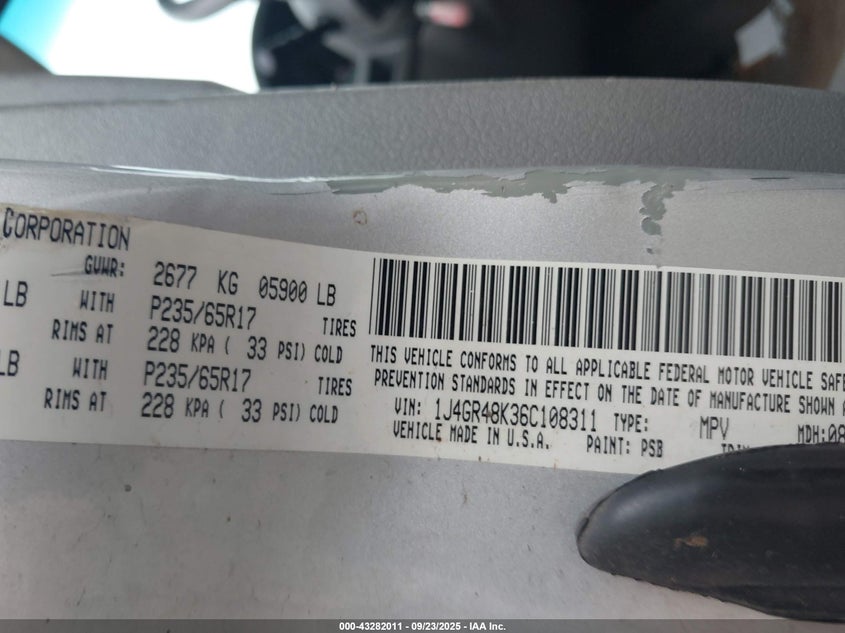 CORPORATION
GVWR: 2677 KG 05900 LB
LB WITH P235/65R17 TIRES
RIMS AT 228 KPA ( 33 PSI) COLD
LB WITH P235/65R17 TIRES
RIMS AT 228 KPA ( 33 PSI) COLD
THIS VEHICLE CONFORMS TO ALL APPLICABLE FEDERAL MOTOR VEHICLE SAFE
PREVENTION STANDARDS IN EFFECT ON THE DATE OF MANUFACTURE SHOWN A
VIN: 1J4GR48K36C108311 TYPE: MPV MDH:08
VEHICLE MADE IN U.S.A. PAINT: PSB
000-43282011 - 09/23/2025 - IAA Inc.